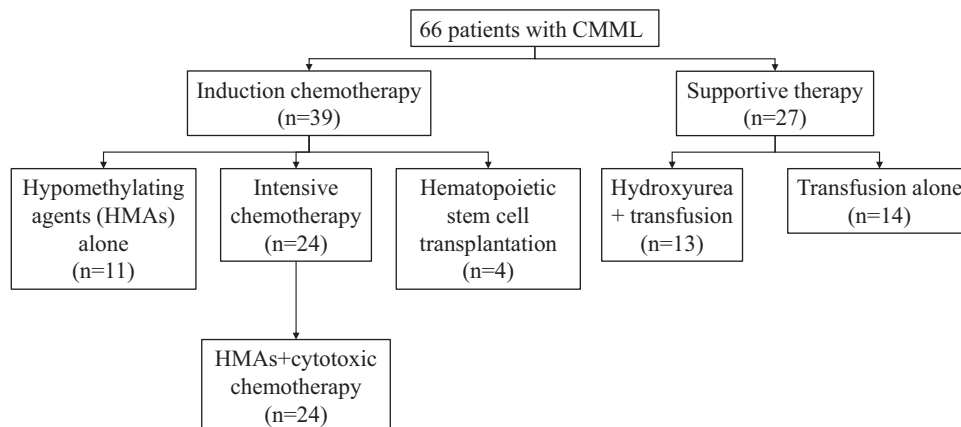 66 patients with CMML
Induction chemotherapy
(n=39)
Supportive therapy
(n=27)
Hypomethylating
agents (HMAs)
alone
(n=11)
Intensive
chemotherapy
(n=24)
Hematopoietic
stem cell
transplantation
(n=4)
Hydroxyurea
+ transfusion
(n=13)
Transfusion alone
(n=14)
HMAs+cytotoxic
chemotherapy
(n=24)